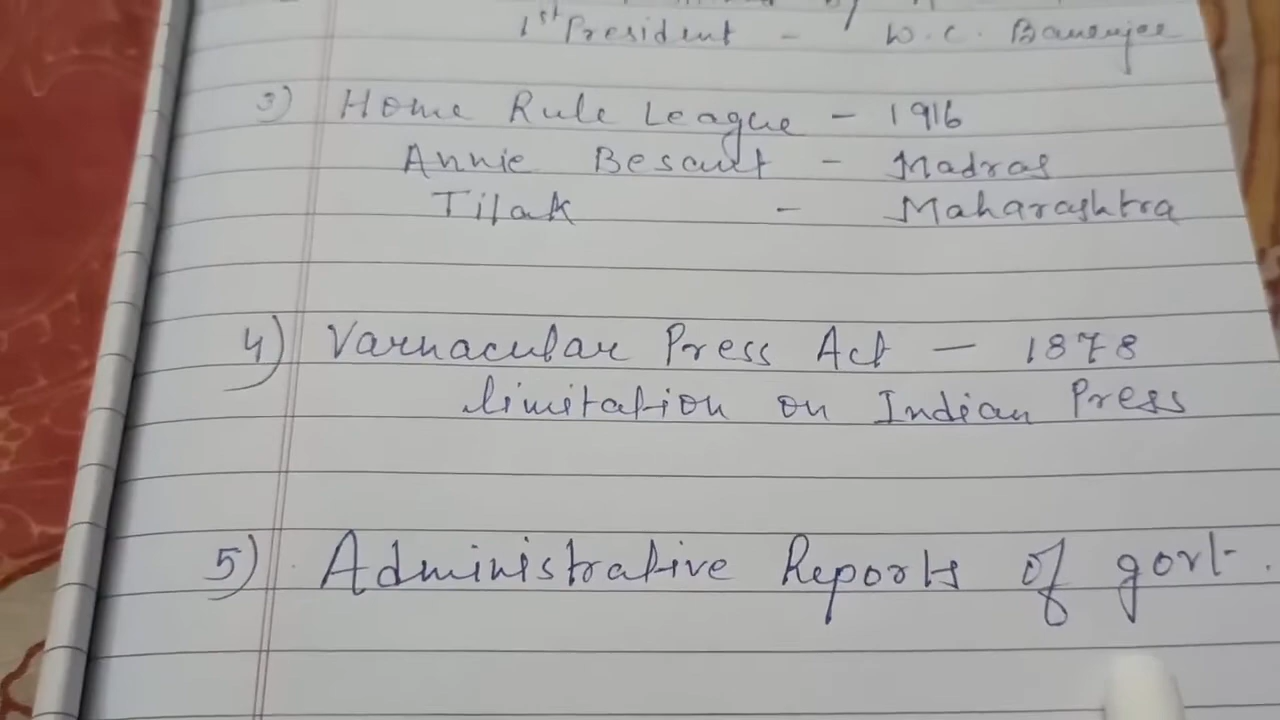 1st President - W. C. Banerjee
3) Home Rule League - 1916
Annie Besant - Madras
Tilak - Maharashtra
4) Varnacular Press Act - 1878
limitation on Indian Press
5) Administrative Reports of govt.